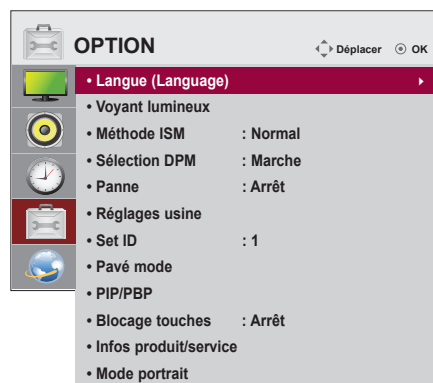 OPTION
Déplacer OK
• Langue (Language)
• Voyant lumineux
• Méthode ISM : Normal
• Sélection DPM : Marche
• Panne : Arrêt
• Réglages usine
• Set ID : 1
• Pavé mode
• PIP/PBP
• Blocage touches : Arrêt
• Infos produit/service
• Mode portrait